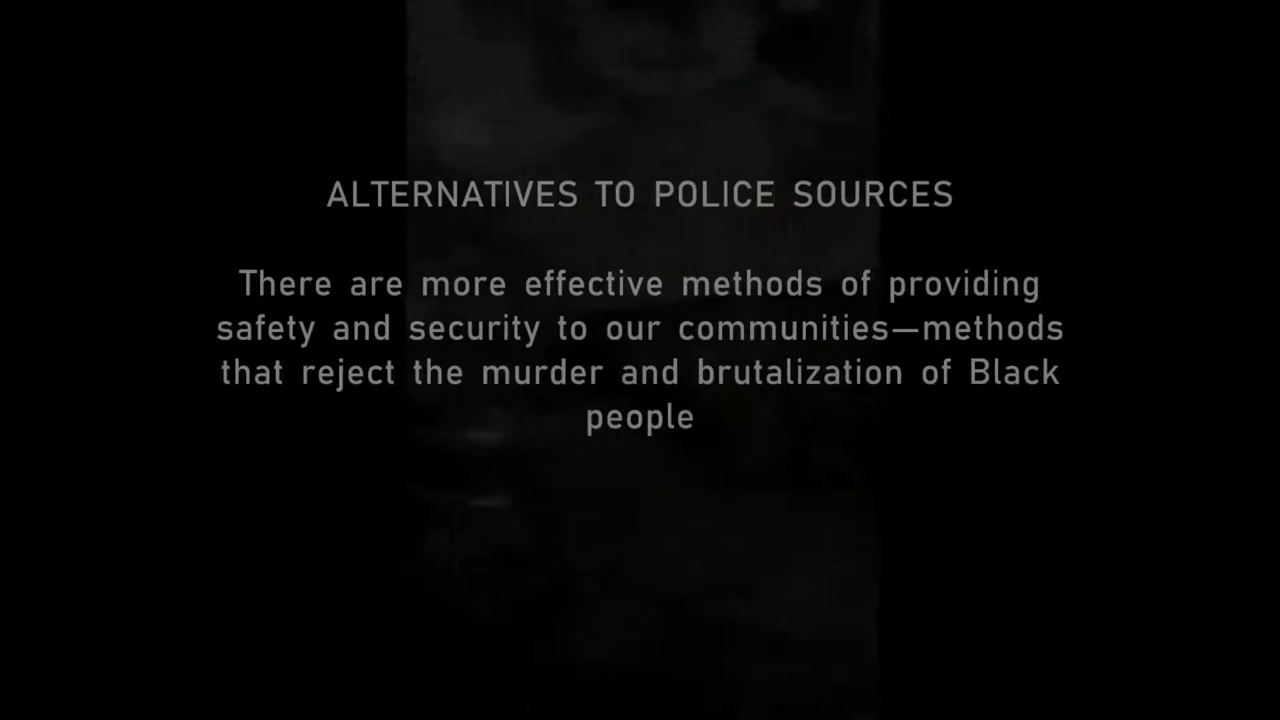 ALTERNATIVES TO POLICE SOURCES
There are more effective methods of providing
safety and security to our communities—methods
that reject the murder and brutalization of Black
people